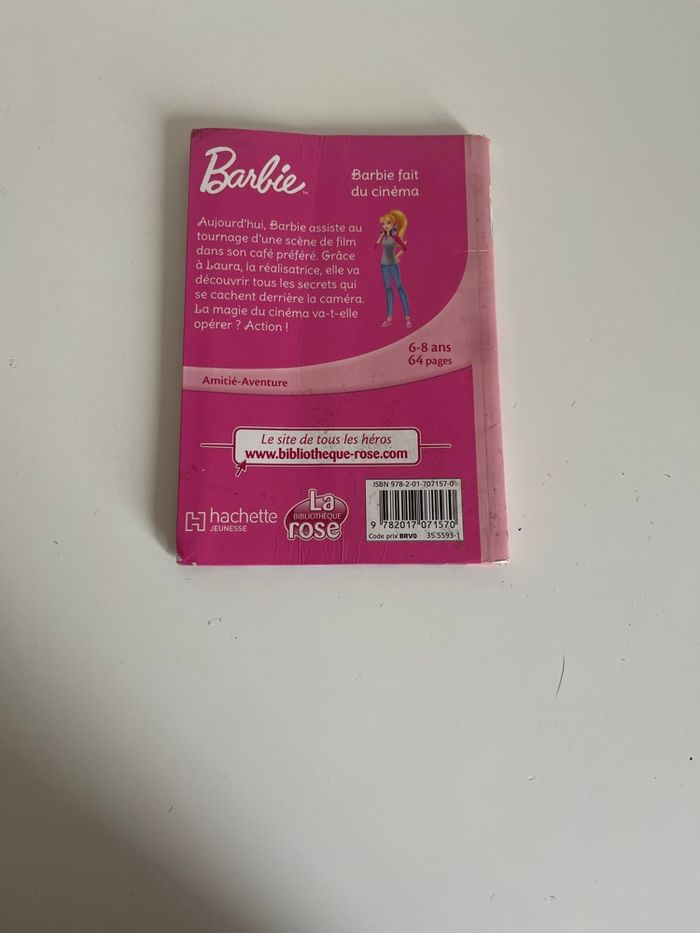 Barbie™
Barbie fait
du cinéma
Aujourd'hui, Barbie assiste au
tournage d'une scène de film
dans son café préféré. Grâce
à Laura, la réalisatrice, elle va
découvrir tous les secrets qui
se cachent derrière la caméra.
La magie du cinéma va-t-elle
opérer ? Action !
6-8 ans
64 pages
Amitié-Aventure
Le site de tous les héros
www.bibliotheque-rose.com
hachette
JEUNESSE
La
BIBLIOTHÈQUE
rose
ISBN 978-2-01-707157-0
9 782017 071570
Code prix BRV0 35.5593-1